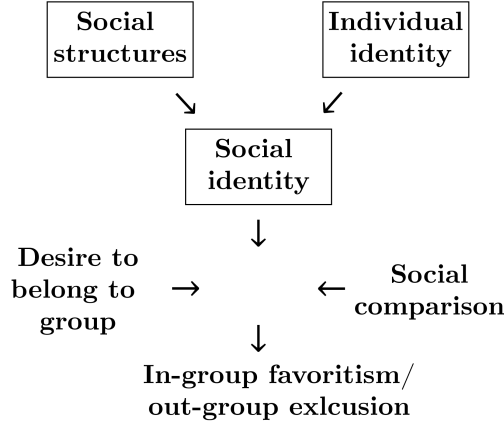 Social
structures
Individual
identity
Social
identity
Desire to
belong to
group
Social
comparison
In-group favoritism/
out-group exlcusion